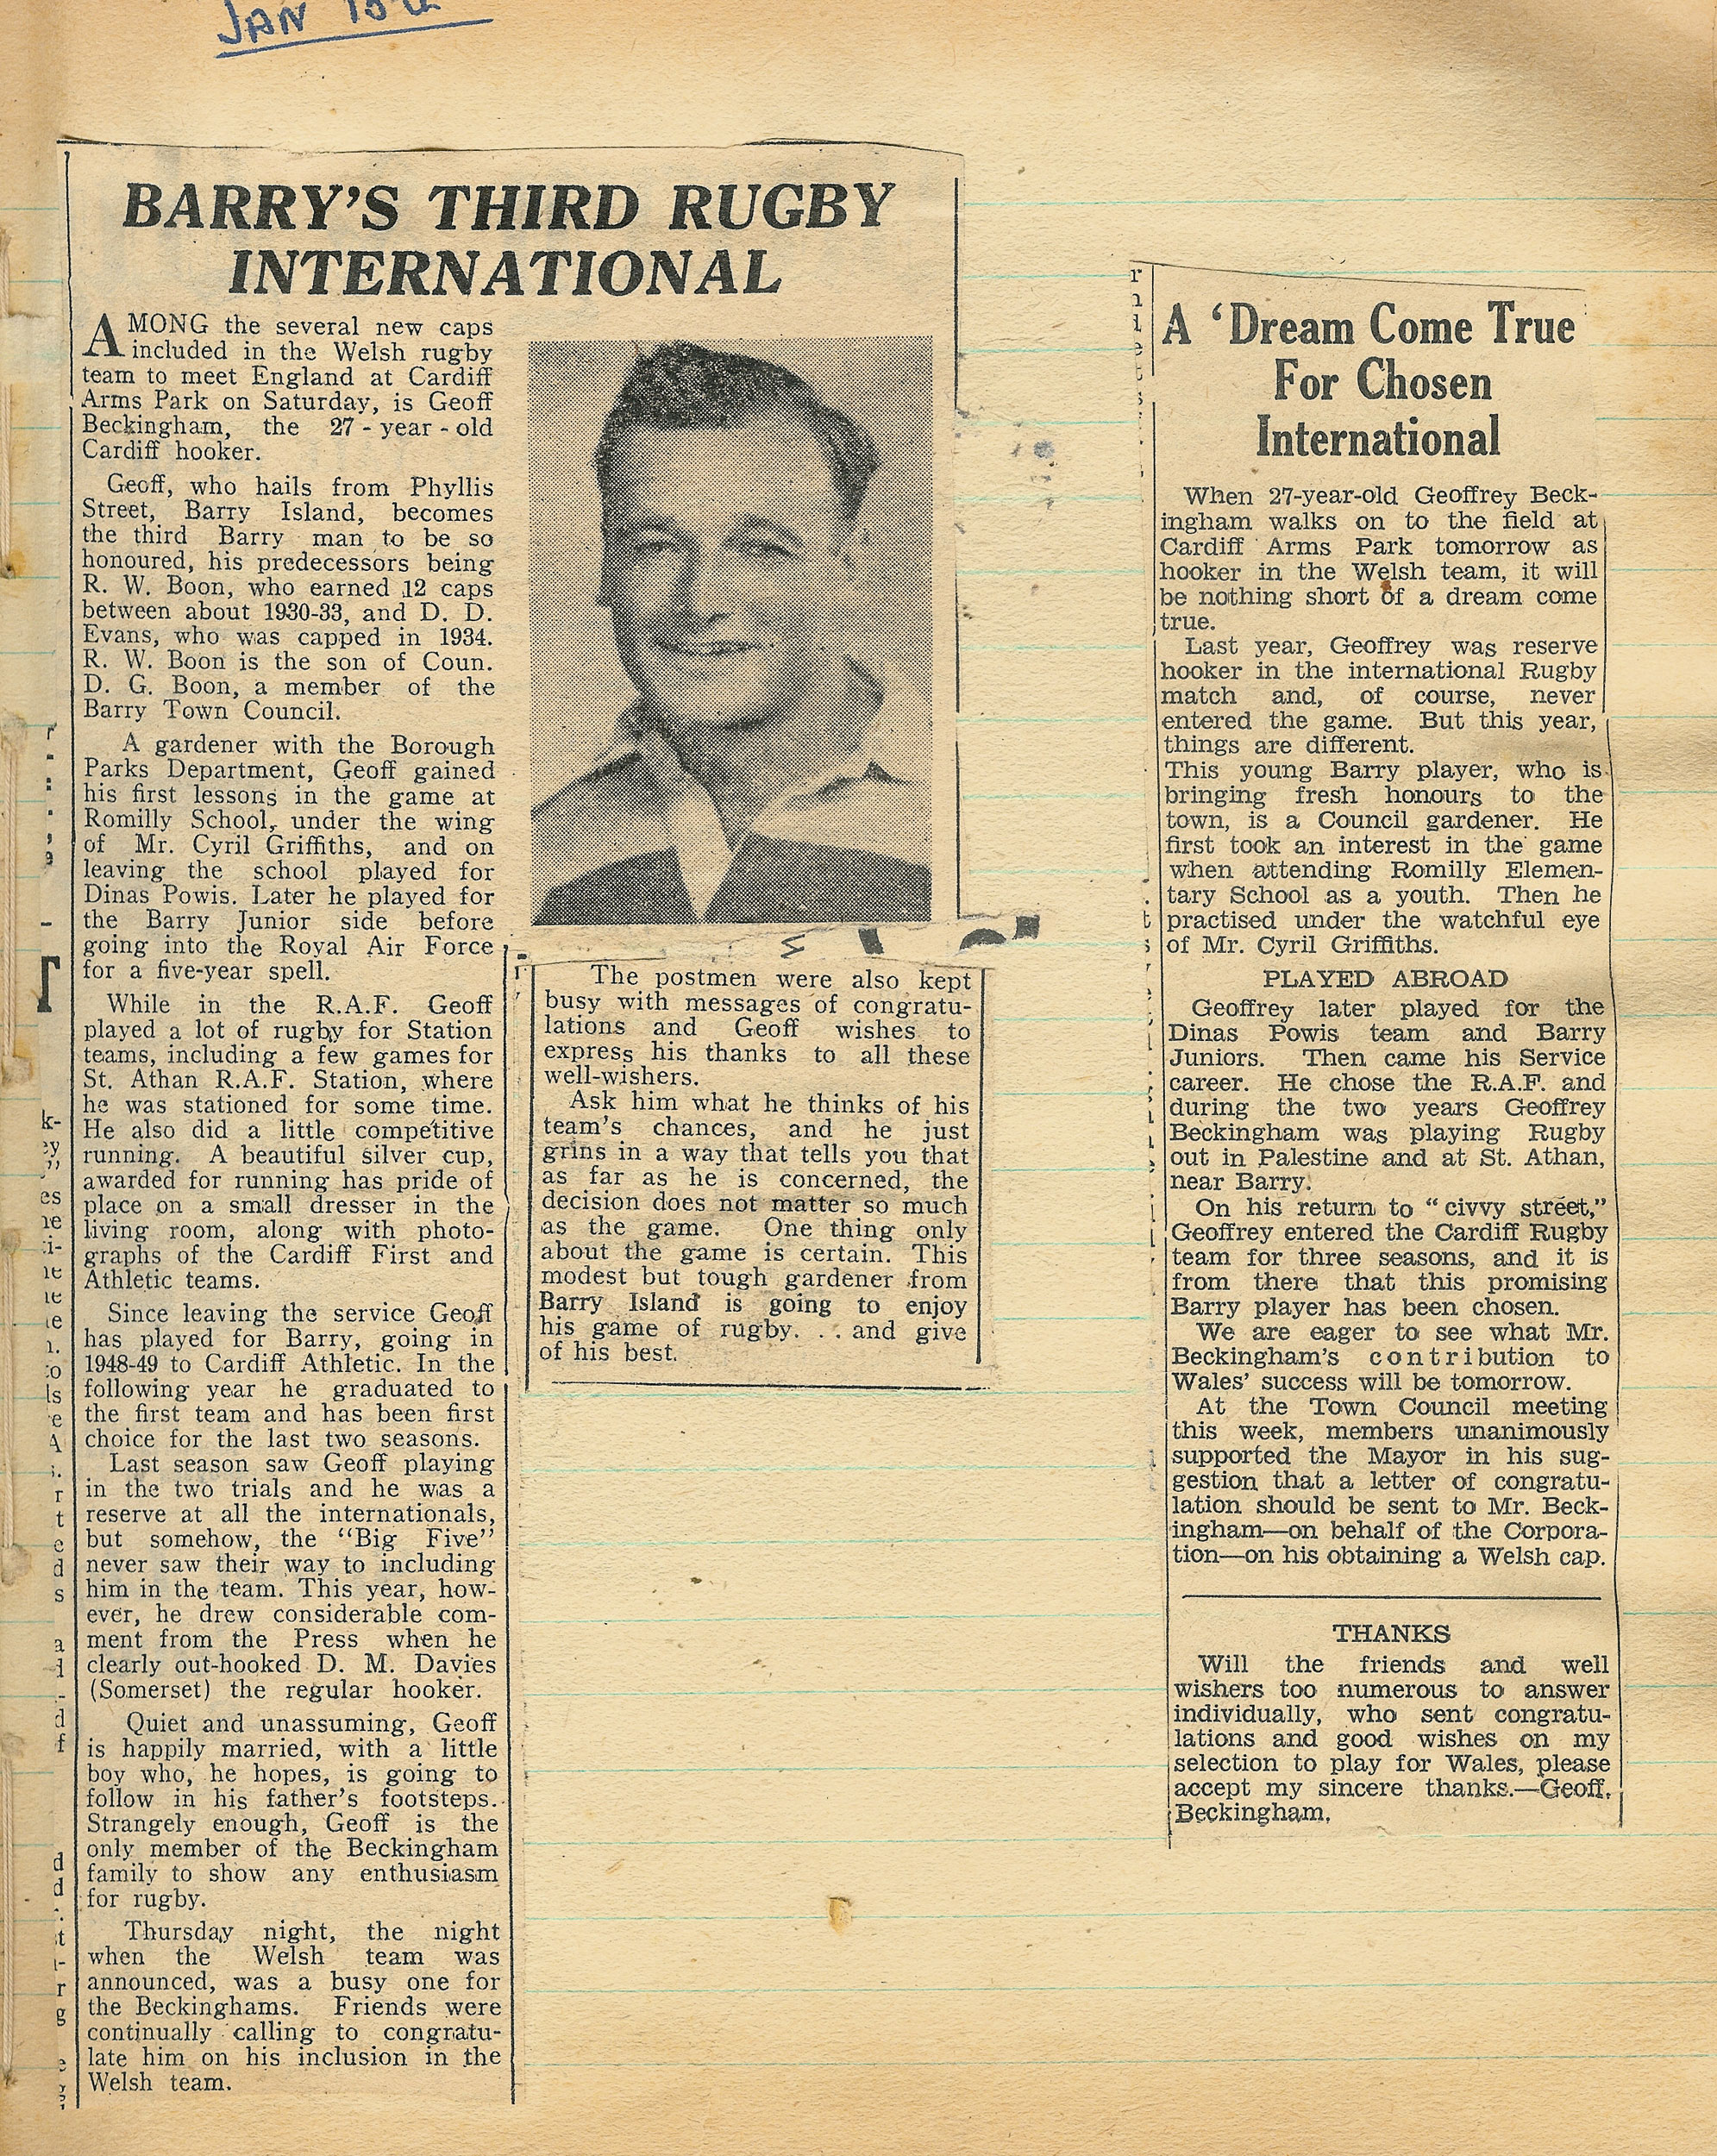 JAN
BARRY'S THIRD RUGBY
INTERNATIONAL
AMONG the several new caps
included in the Welsh rugby
team to meet England at Cardiff
Arms Park on Saturday, is Geoff
Beckingham, the 27-year-old
Cardiff hooker.
Geoff, who hails from Phyllis
Street, Barry Island, becomes
the third Barry man to be so
honoured, his predecessors being
R. W. Boon, who earned 12 caps
between about 1930-33, and D. D.
Evans, who was capped in 1934.
R. W. Boon is the son of Coun.
D. G. Boon, a member of the
Barry Town Council.
A gardener with the Borough
Parks Department, Geoff gained
his first lessons in the game at
Romilly School, under the wing
of Mr. Cyril Griffiths, and on
leaving the school played for
Dinas Powis. Later he played for
the Barry Junior side before
going into the Royal Air Force
for a five-year spell.
While in the R.A.F. Geoff
played a lot of rugby for Station
teams, including a few games for
St. Athan R.A.F. Station, where
he was stationed for some time.
He also did a little competitive
running. A beautiful silver cup,
awarded for running has pride of
place on a small dresser in the
living room, along with photo-
graphs of the Cardiff First and
Athletic teams.
Since leaving the service Geoff
has played for Barry, going in
1948-49 to Cardiff Athletic. In the
following year he graduated to
the first team and has been first
choice for the last two seasons.
Last season saw Geoff playing
in the two trials and he was a
reserve at all the internationals,
but somehow, the "Big Five"
never saw their way to including
him in the team. This year, how-
ever, he drew considerable com-
ment from the Press when he
clearly out-hooked D. M. Davies
(Somerset) the regular hooker.
Quiet and unassuming, Geoff
is happily married, with a little
boy who, he hopes, is going to
follow in his father's footsteps.
Strangely enough, Geoff is the
only member of the Beckingham
family to show any enthusiasm
for rugby.
Thursday night, the night
when the Welsh team was
announced, was a busy one for
the Beckinghams. Friends were
continually calling to congratu-
late him on his inclusion in the
Welsh team.
The postmen were also kept
busy with messages of congratu-
lations and Geoff wishes to
express his thanks to all these
well-wishers.
Ask him what he thinks of his
team's chances, and he just
grins in a way that tells you that
as far as he is concerned, the
decision does not matter so much
as the game. One thing only
about the game is certain. This
modest but tough gardener from
Barry Island is going to enjoy
his game of rugby. . . and give
of his best.
A 'Dream Come True
For Chosen
International
When 27-year-old Geoffrey Beck-
ingham walks on to the field at
Cardiff Arms Park tomorrow as
hooker in the Welsh team, it will
be nothing short of a dream come
true.
Last year, Geoffrey was reserve
hooker in the international Rugby
match and, of course, never
entered the game. But this year,
things are different.
This young Barry player, who is
bringing fresh honours to the
town, is a Council gardener. He
first took an interest in the game
when attending Romilly Elemen-
tary School as a youth. Then he
practised under the watchful eye
of Mr. Cyril Griffiths.
PLAYED ABROAD
Geoffrey later played for the
Dinas Powis team and Barry
Juniors. Then came his Service
career. He chose the R.A.F. and
during the two years Geoffrey
Beckingham was playing Rugby
out in Palestine and at St. Athan,
near Barry.
On his return to "civvy street,"
Geoffrey entered the Cardiff Rugby
team for three seasons, and it is
from there that this promising
Barry player has been chosen.
We are eager to see what Mr.
Beckingham's contribution to
Wales' success will be tomorrow.
At the Town Council meeting
this week, members unanimously
supported the Mayor in his sug-
gestion that a letter of congratu-
lation should be sent to Mr. Beck-
ingham—on behalf of the Corpora-
tion—on his obtaining a Welsh cap.
THANKS
Will the friends and well
wishers too numerous to answer
individually, who sent congratu-
lations and good wishes on my
selection to play for Wales, please
accept my sincere thanks.—Geoff.
Beckingham.